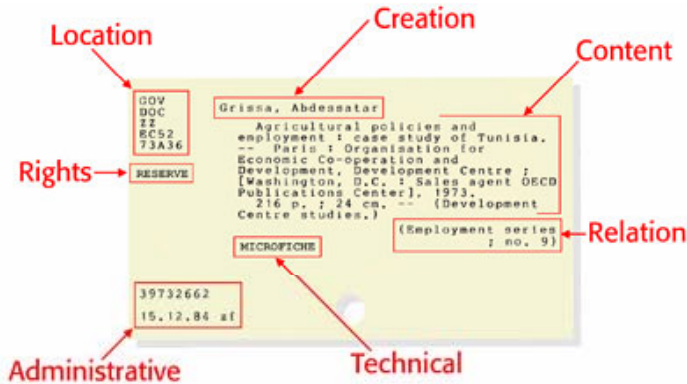 Creation
Location
Content
GOV
DOC
ZZ
EC52
73A36
Grissa, Abdessatar
Agricultural policies and
employment : case study of Tunisia.
-- Paris : Organisation for
Economic Co-operation and
Development, Development Centre ;
[Washington, D.C. : Sales agent OECD
Publications Center], 1973.
216 p. ; 24 cm. -- (Development
Centre studies.)
Rights
RESERVE
(Employment series
; no. 9)
Relation
MICROFICHE
39732662
15.12.84 af
Administrative
Technical